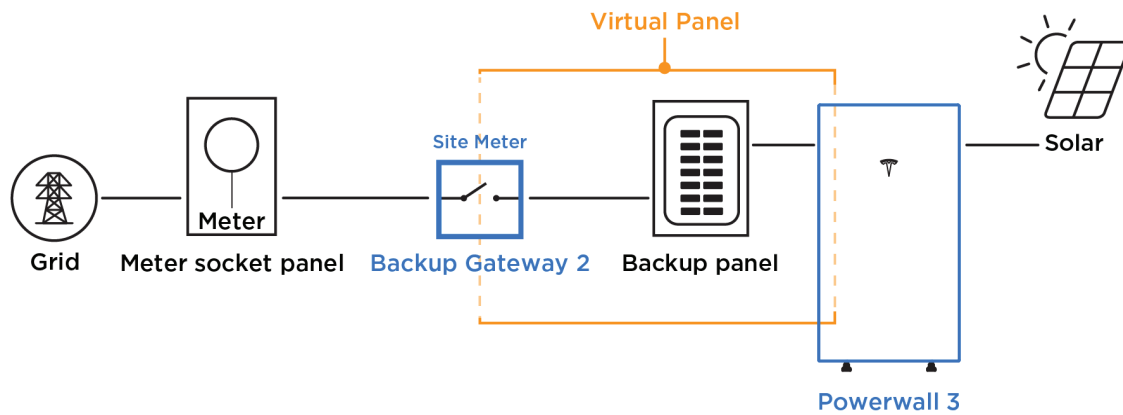 Virtual Panel
Site Meter
Solar
Meter
Grid
Meter socket panel
Backup Gateway 2
Backup panel
Powerwall 3